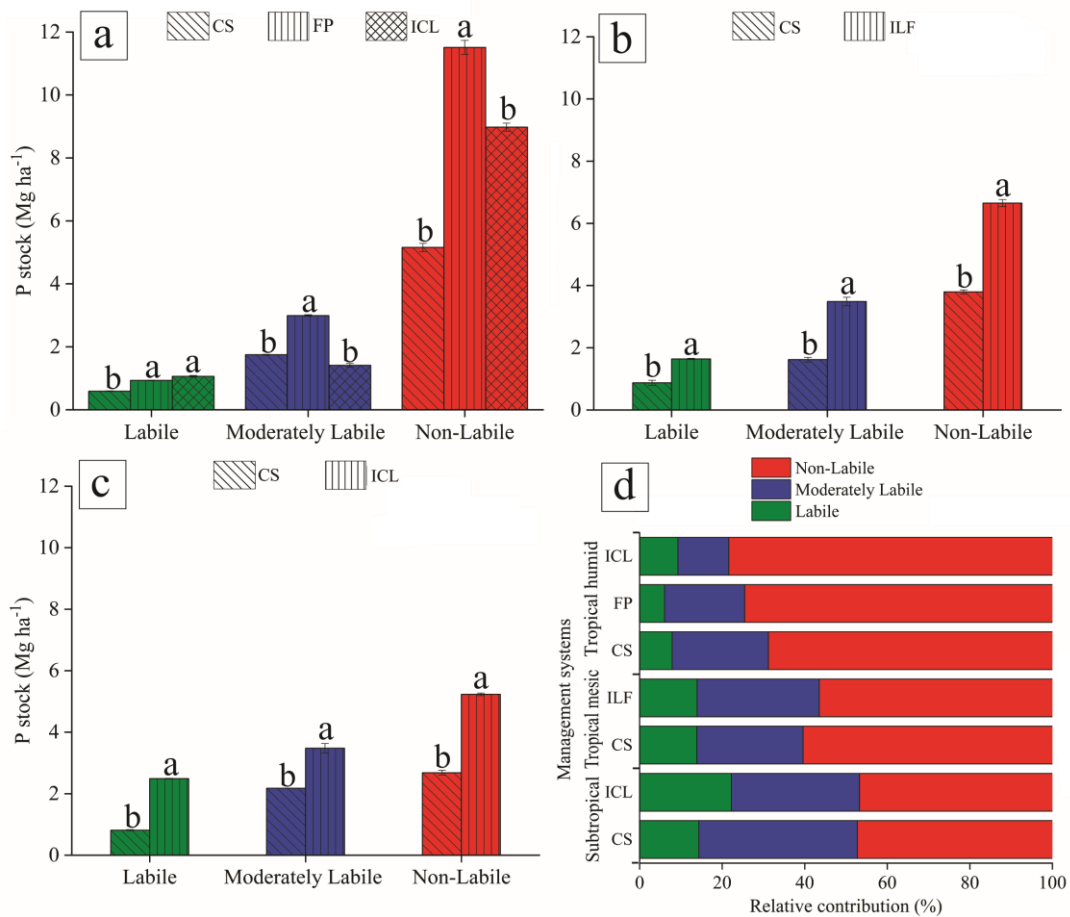 a
CS FP ICL
P stock (Mg ha⁻¹)
12
10
8
6
4
2
0
b a a
b a b
b a b
Labile Moderately Labile Non-Labile
b
CS ILF
12
10
8
6
4
2
0
b a
b a
b a
Labile Moderately Labile Non-Labile
c
CS ICL
P stock (Mg ha⁻¹)
12
10
8
6
4
2
0
b a
b a
b a
Labile Moderately Labile Non-Labile
d
Non-Labile
Moderately Labile
Labile
Management systems
Tropical humid
ICL
FP
CS
Tropical mesic
ILF
CS
Subtropical
ICL
CS
0 20 40 60 80 100
Relative contribution (%)